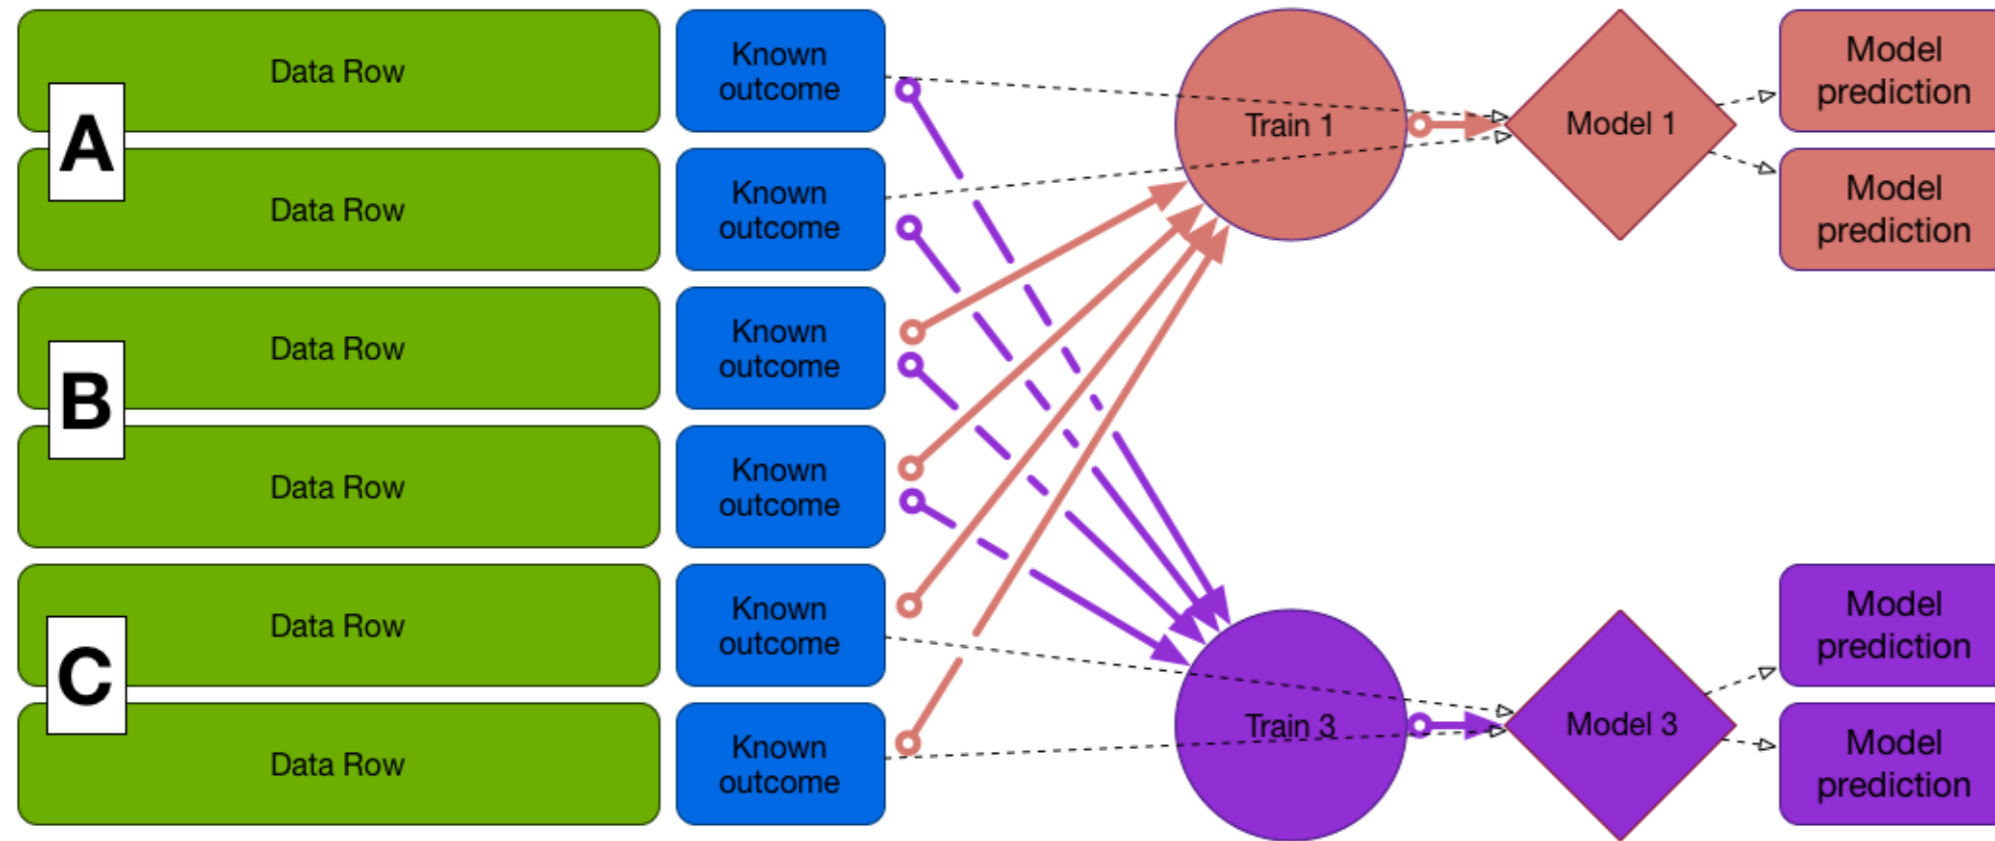 Data Row
Known
outcome
Train 1
Model 1
Model
prediction
A
Data Row
Known
outcome
Model
prediction
Data Row
Known
outcome
B
Data Row
Known
outcome
Data Row
Known
outcome
Model
prediction
C
Train 3
Model 3
Data Row
Known
outcome
Model
prediction